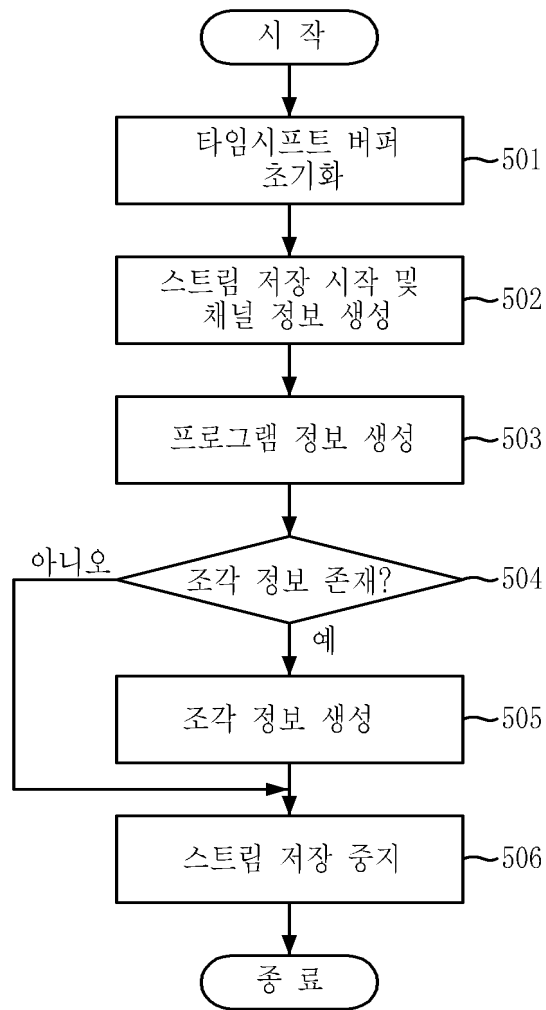 시 작
타임시프트 버퍼
초기화
501
스트림 저장 시작 및
채널 정보 생성
502
프로그램 정보 생성
503
아니오
조각 정보 존재?
504
예
조각 정보 생성
505
스트림 저장 중지
506
종 료